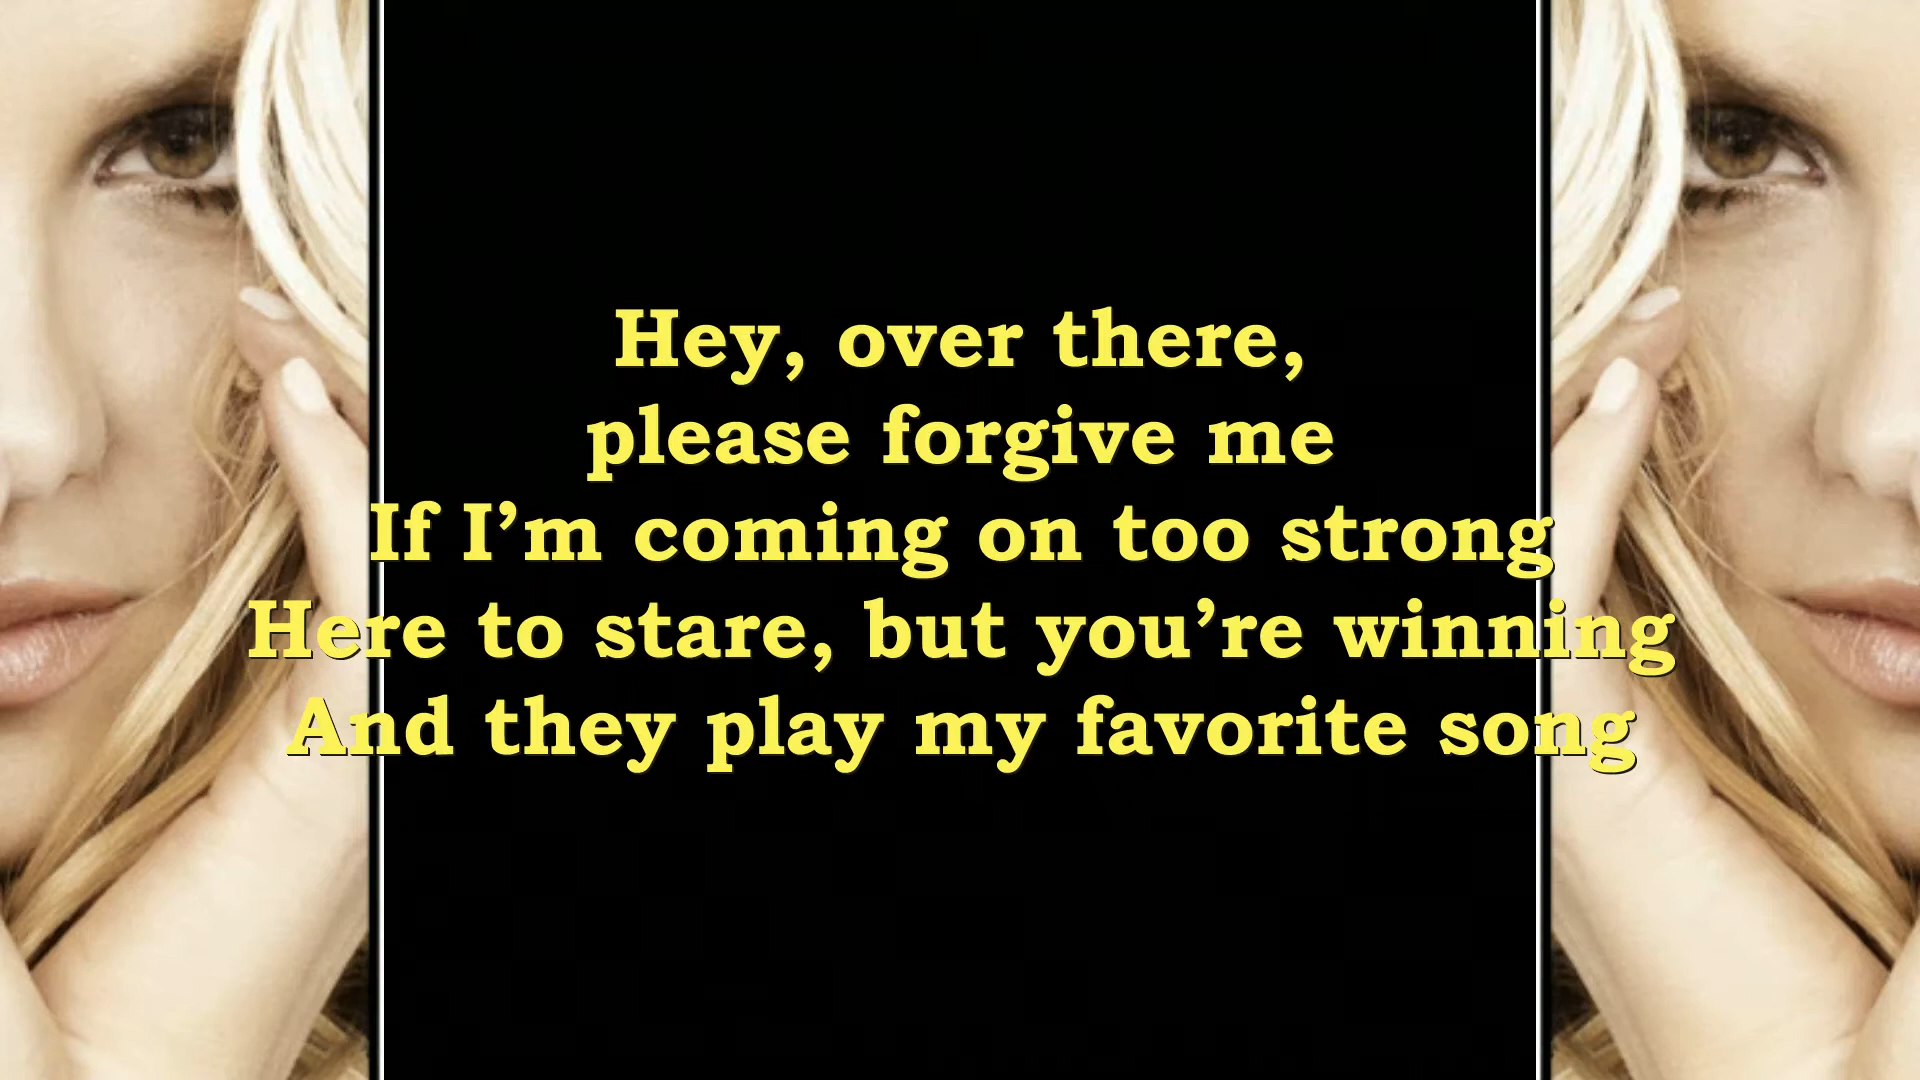 Hey, over there,
please forgive me
If I’m coming on too strong
Here to stare, but you’re winning
And they play my favorite song